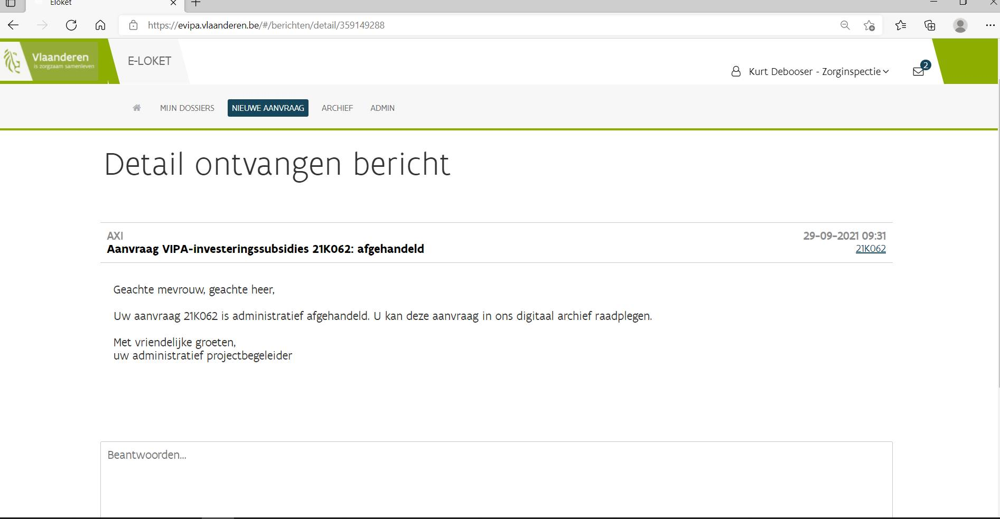 Eloket
https://evipa.vlaanderen.be/#/berichten/detail/359149288
Vlaanderen
is zorgzaam samenleven
E-LOKET
Kurt Debooser - Zorginspectie
2
MIJN DOSSIERS
NIEUWE AANVRAAG
ARCHIEF
ADMIN
Detail ontvangen bericht
AXI
29-09-2021 09:31
Aanvraag VIPA-investeringssubsidies 21K062: afgehandeld
21K062
Geachte mevrouw, geachte heer,
Uw aanvraag 21K062 is administratief afgehandeld. U kan deze aanvraag in ons digitaal archief raadplegen.
Met vriendelijke groeten,
uw administratief projectbegeleider
Beantwoorden...